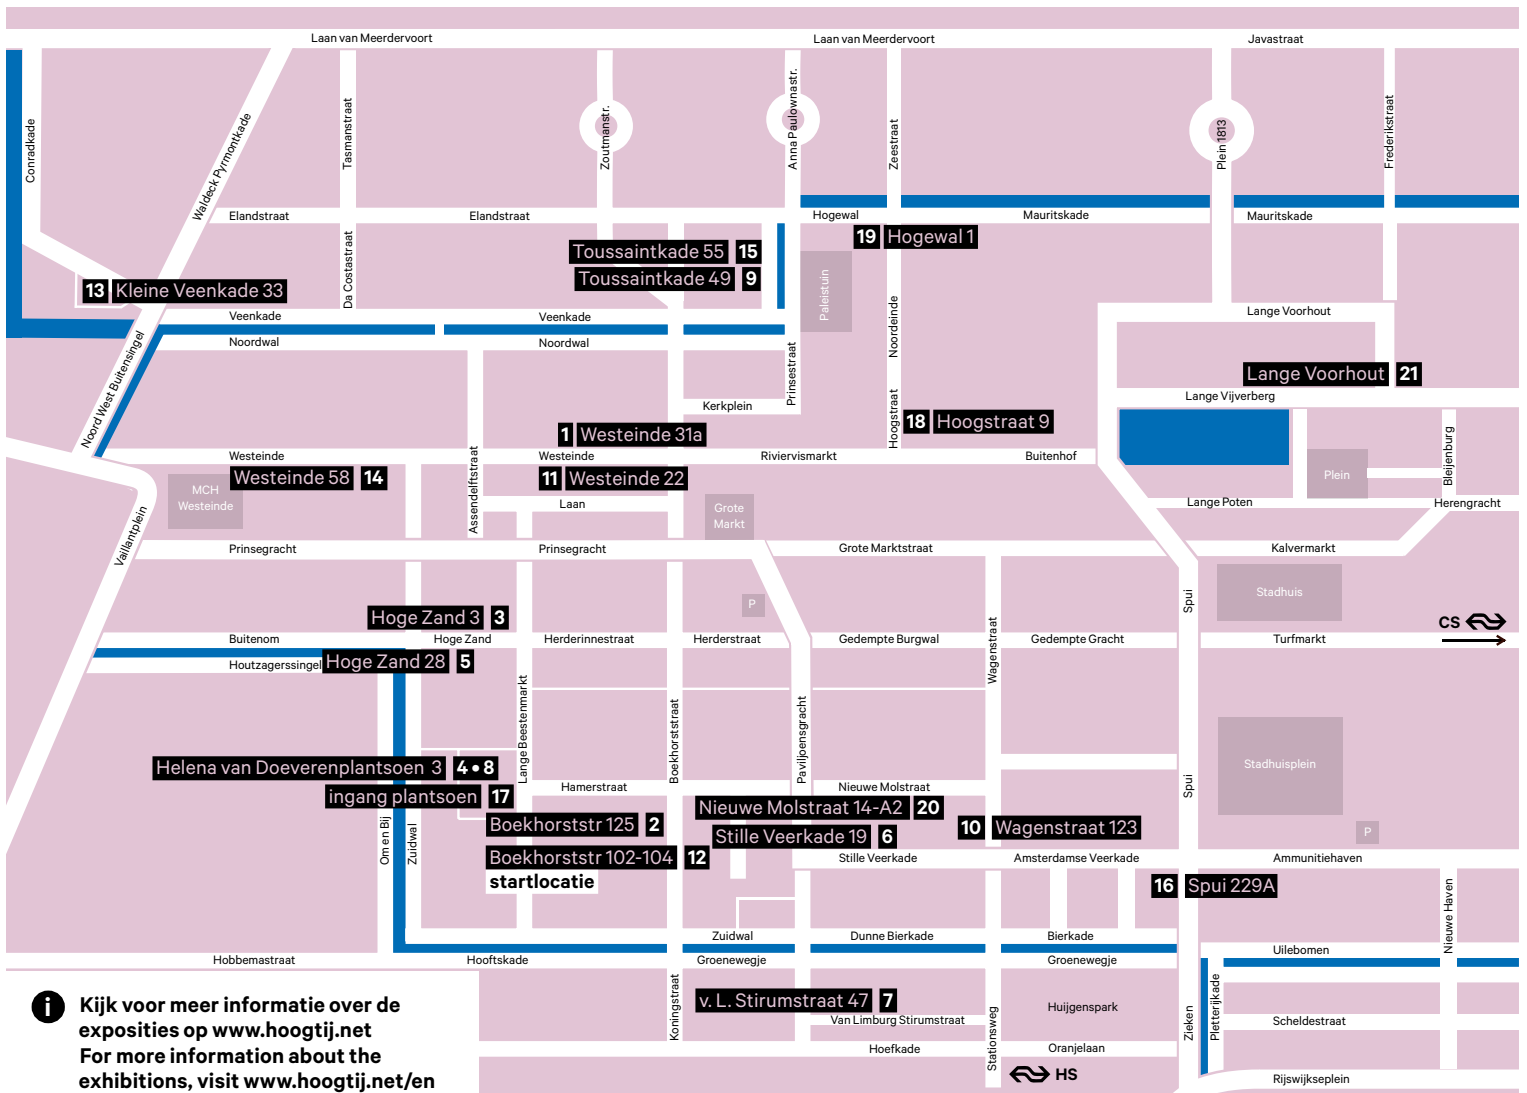 Laan van Meerdervoort
Laan van Meerdervoort
Javastraat
Conradkade
Waldeck Pyrmontkade
Tasmanstraat
Zoutmanstr.
Anna Paulownastr.
Zeestraat
Plein 1813
Frederikstraat
Elandstraat
Elandstraat
Hogewal
Mauritskade
Mauritskade
19 Hogewal 1
Toussaintkade 55 15
Toussaintkade 49 9
13 Kleine Veenkade 33
Da Costastraat
Paleistuin
Noordeinde
Veenkade
Veenkade
Lange Voorhout
Noordwal
Noordwal
Noord West Buitensingel
Prinsestraat
Lange Voorhout 21
Lange Vijverberg
Kerkplein
Hoogstraat
18 Hoogstraat 9
1 Westeinde 31a
Westeinde
Westeinde
Riviervismarkt
Buitenhof
Bleijenburg
Westeinde 58 14
11 Westeinde 22
Assendelftstraat
MCH
Westeinde
Plein
Laan
Grote
Markt
Lange Poten
Herengracht
Vaillantplein
Prinsegracht
Prinsegracht
Grote Marktstraat
Kalvermarkt
P
Stadhuis
Spui
Hoge Zand 3 3
CS
Buitenom
Hoge Zand
Herderinnestraat
Herderstraat
Gedempte Burgwal
Wagenstraat
Gedempte Gracht
Turfmarkt
Houtzagerssingel
Hoge Zand 28 5
Lange Beestenmarkt
Boekhorststraat
Paviljoensgracht
Spui
Stadhuisplein
Helena van Doeverenplantsoen 3 4 • 8
ingang plantsoen 17
Hamerstraat
Nieuwe Molstraat
Nieuwe Molstraat 14-A2 20
Boekhorststr 125 2
Stille Veerkade 19 6
10 Wagenstraat 123
P
Om en Bij
Zuidwal
Boekhorststr 102-104 12
startlocatie
Stille Veerkade
Amsterdamse Veerkade
Ammunitiehaven
16 Spui 229A
Nieuwe Haven
Zuidwal
Dunne Bierkade
Bierkade
Uilebomen
Hobbemastraat
Hooftskade
Groenewegje
Groenewegje
Koningstraat
v. L. Stirumstraat 47 7
Van Limburg Stirumstraat
Stationsweg
Huijgenspark
Zieken
Pletterijkade
Scheldestraat
Hoefkade
Oranjelaan
HS
Rijswijkseplein
i
Kijk voor meer informatie over de
exposities op www.hoogtij.net
For more information about the
exhibitions, visit www.hoogtij.net/en